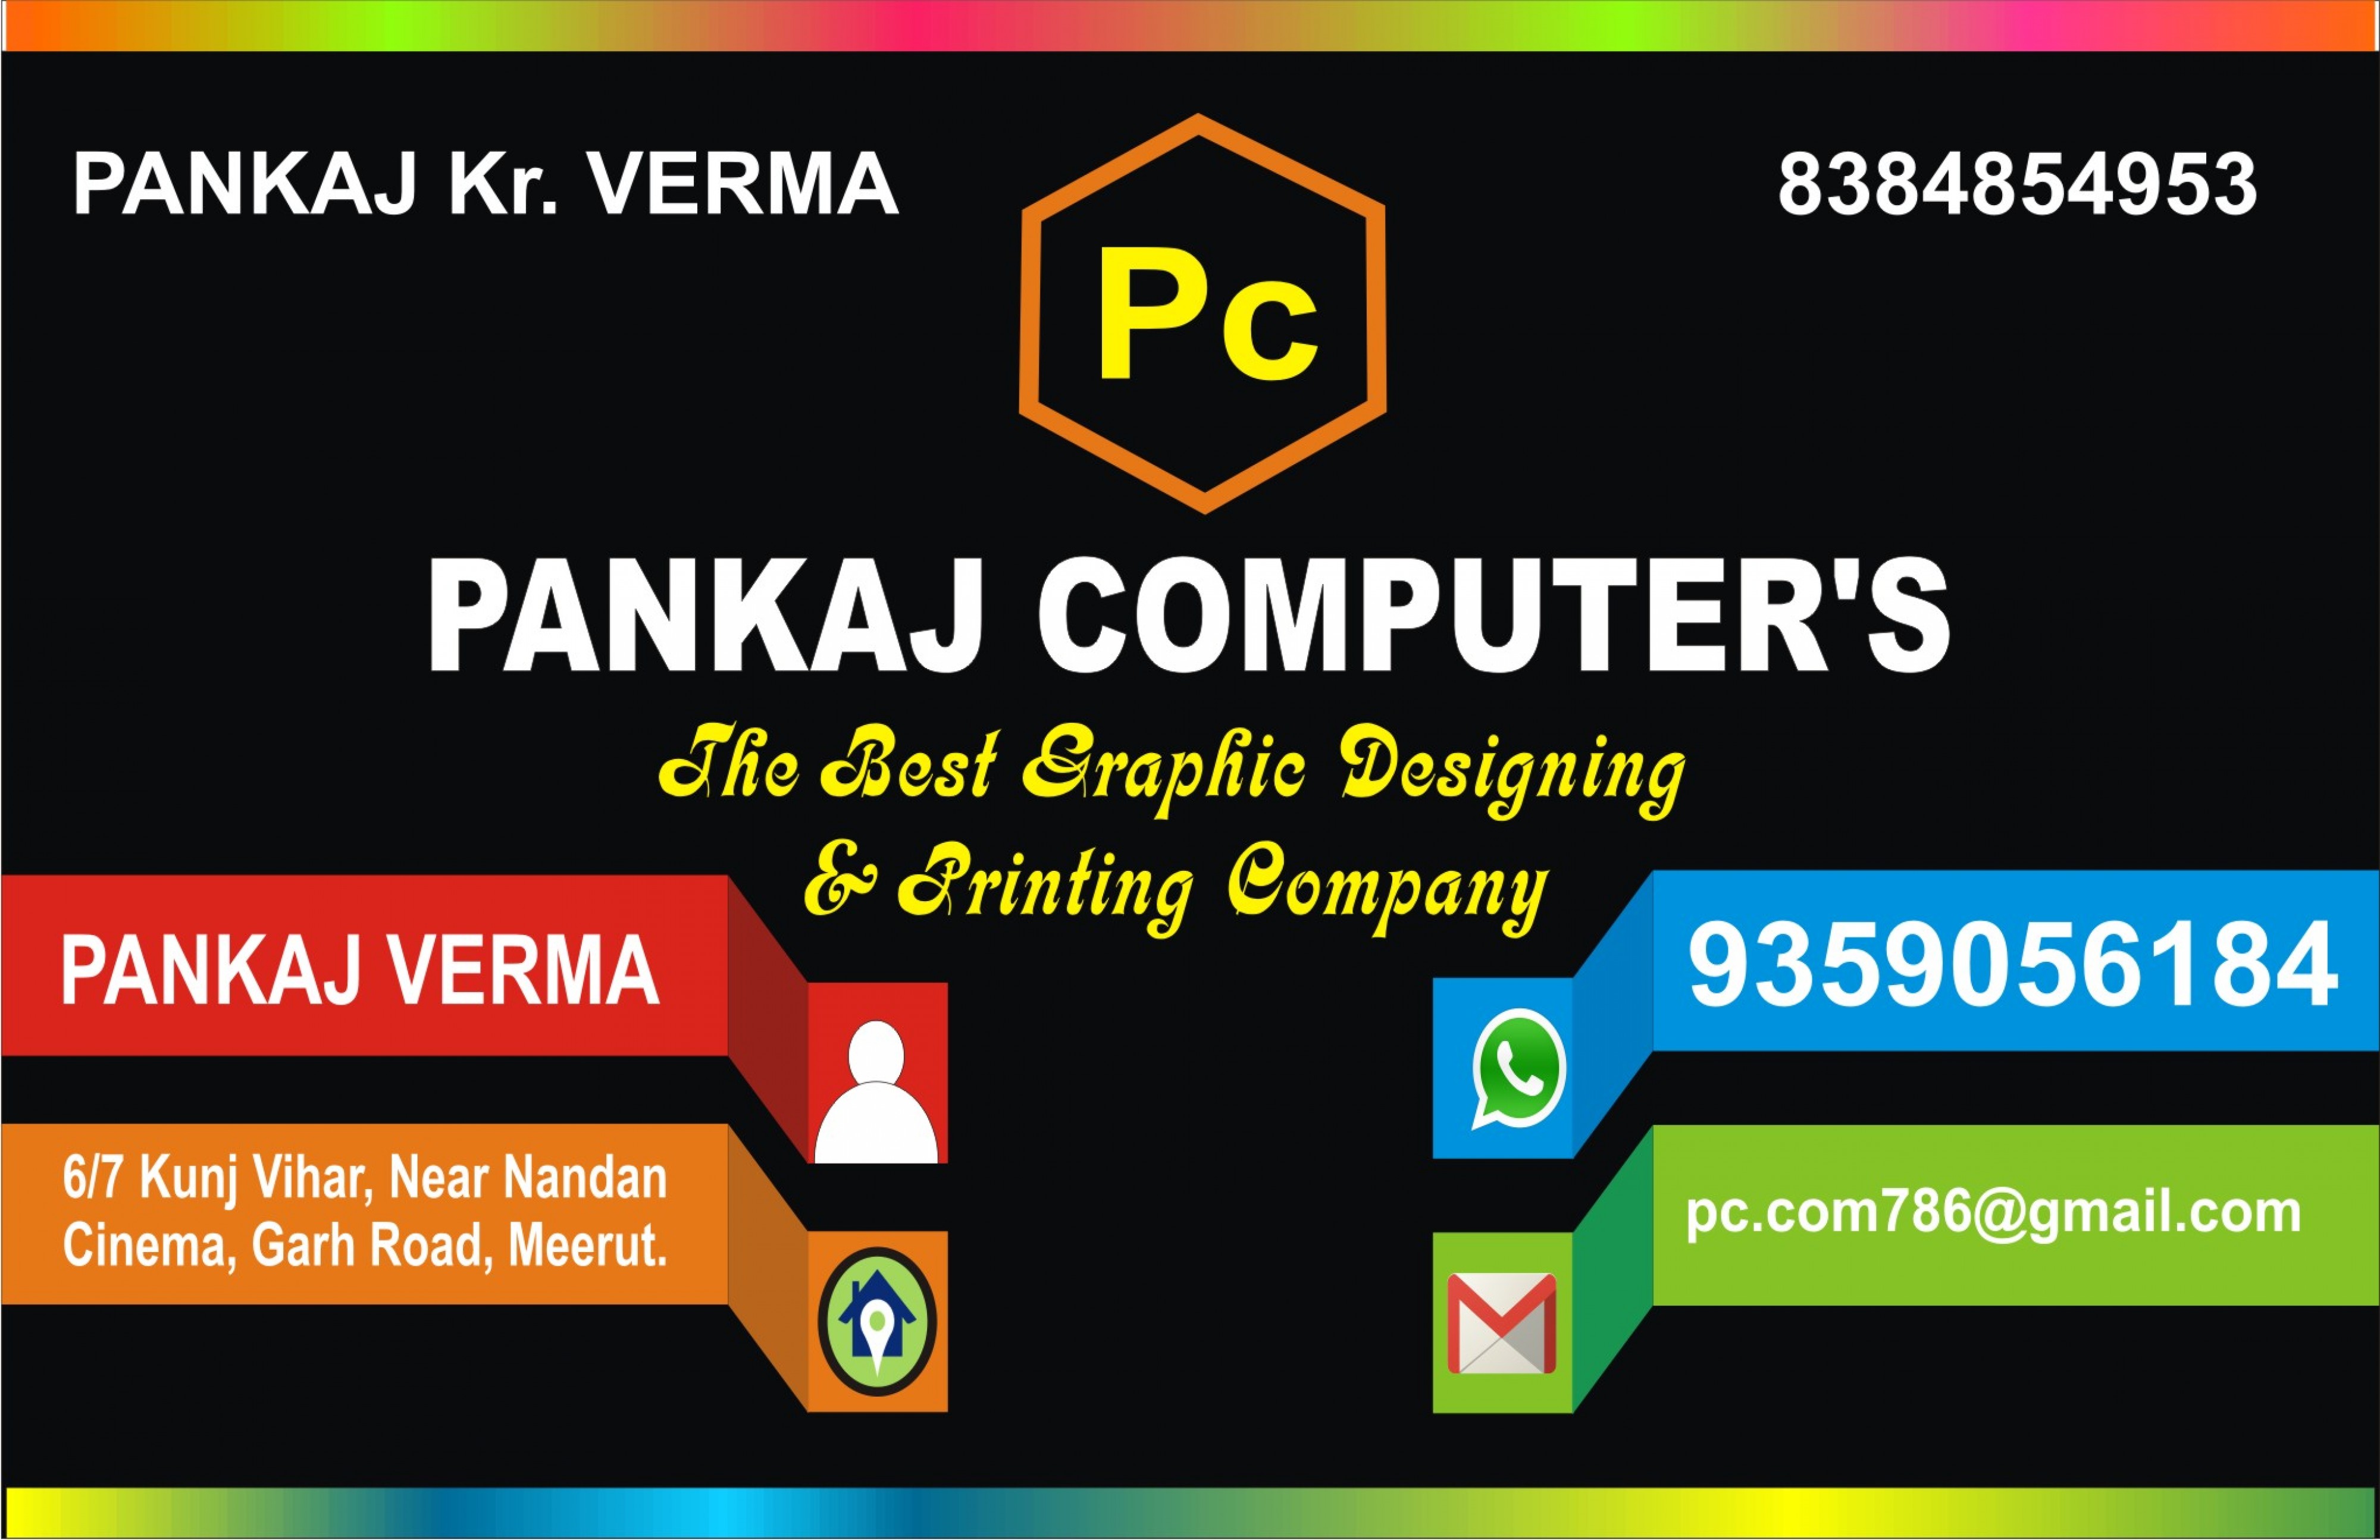 PANKAJ Kr. VERMA
8384854953
Pc
PANKAJ COMPUTER'S
The Best Graphic Designing
& Printing Company
PANKAJ VERMA
9359056184
6/7 Kunj Vihar, Near Nandan
Cinema, Garh Road, Meerut.
pc.com786@gmail.com